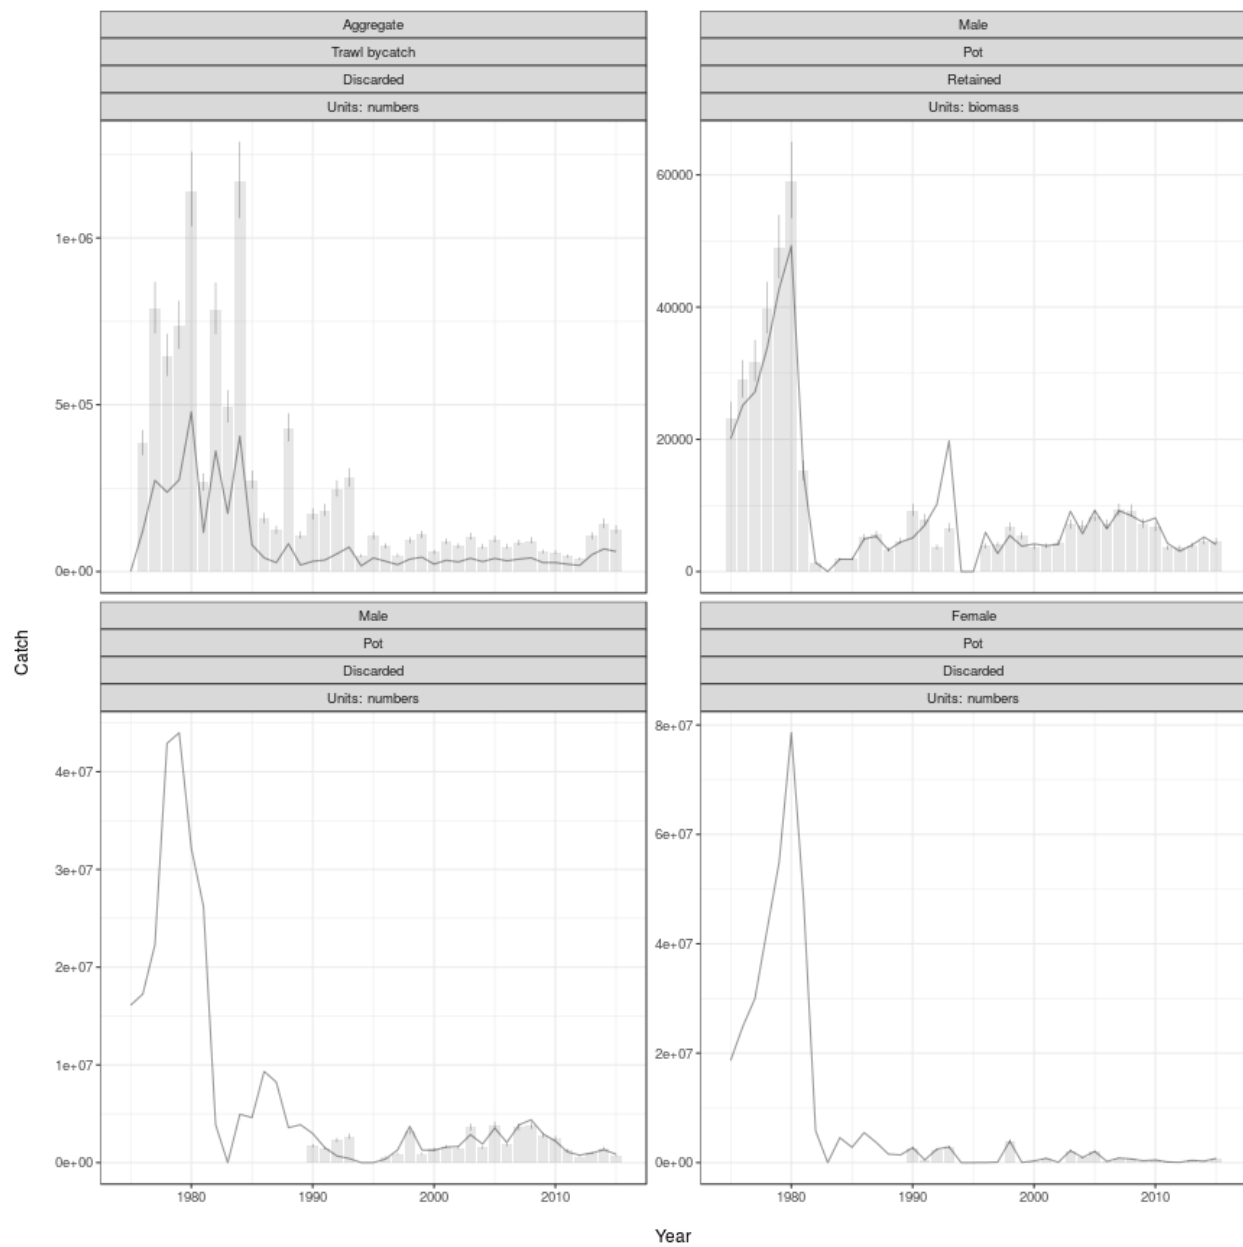 Aggregate
Trawl bycatch
Discarded
Units: numbers
Male
Pot
Retained
Units: biomass
1e+06
5e+05
0e+00
60000
40000
20000
0
Male
Pot
Discarded
Units: numbers
Female
Pot
Discarded
Units: numbers
4e+07
3e+07
2e+07
1e+07
0e+00
8e+07
6e+07
4e+07
2e+07
0e+00
1980 1990 2000 2010
1980 1990 2000 2010
Catch
Year